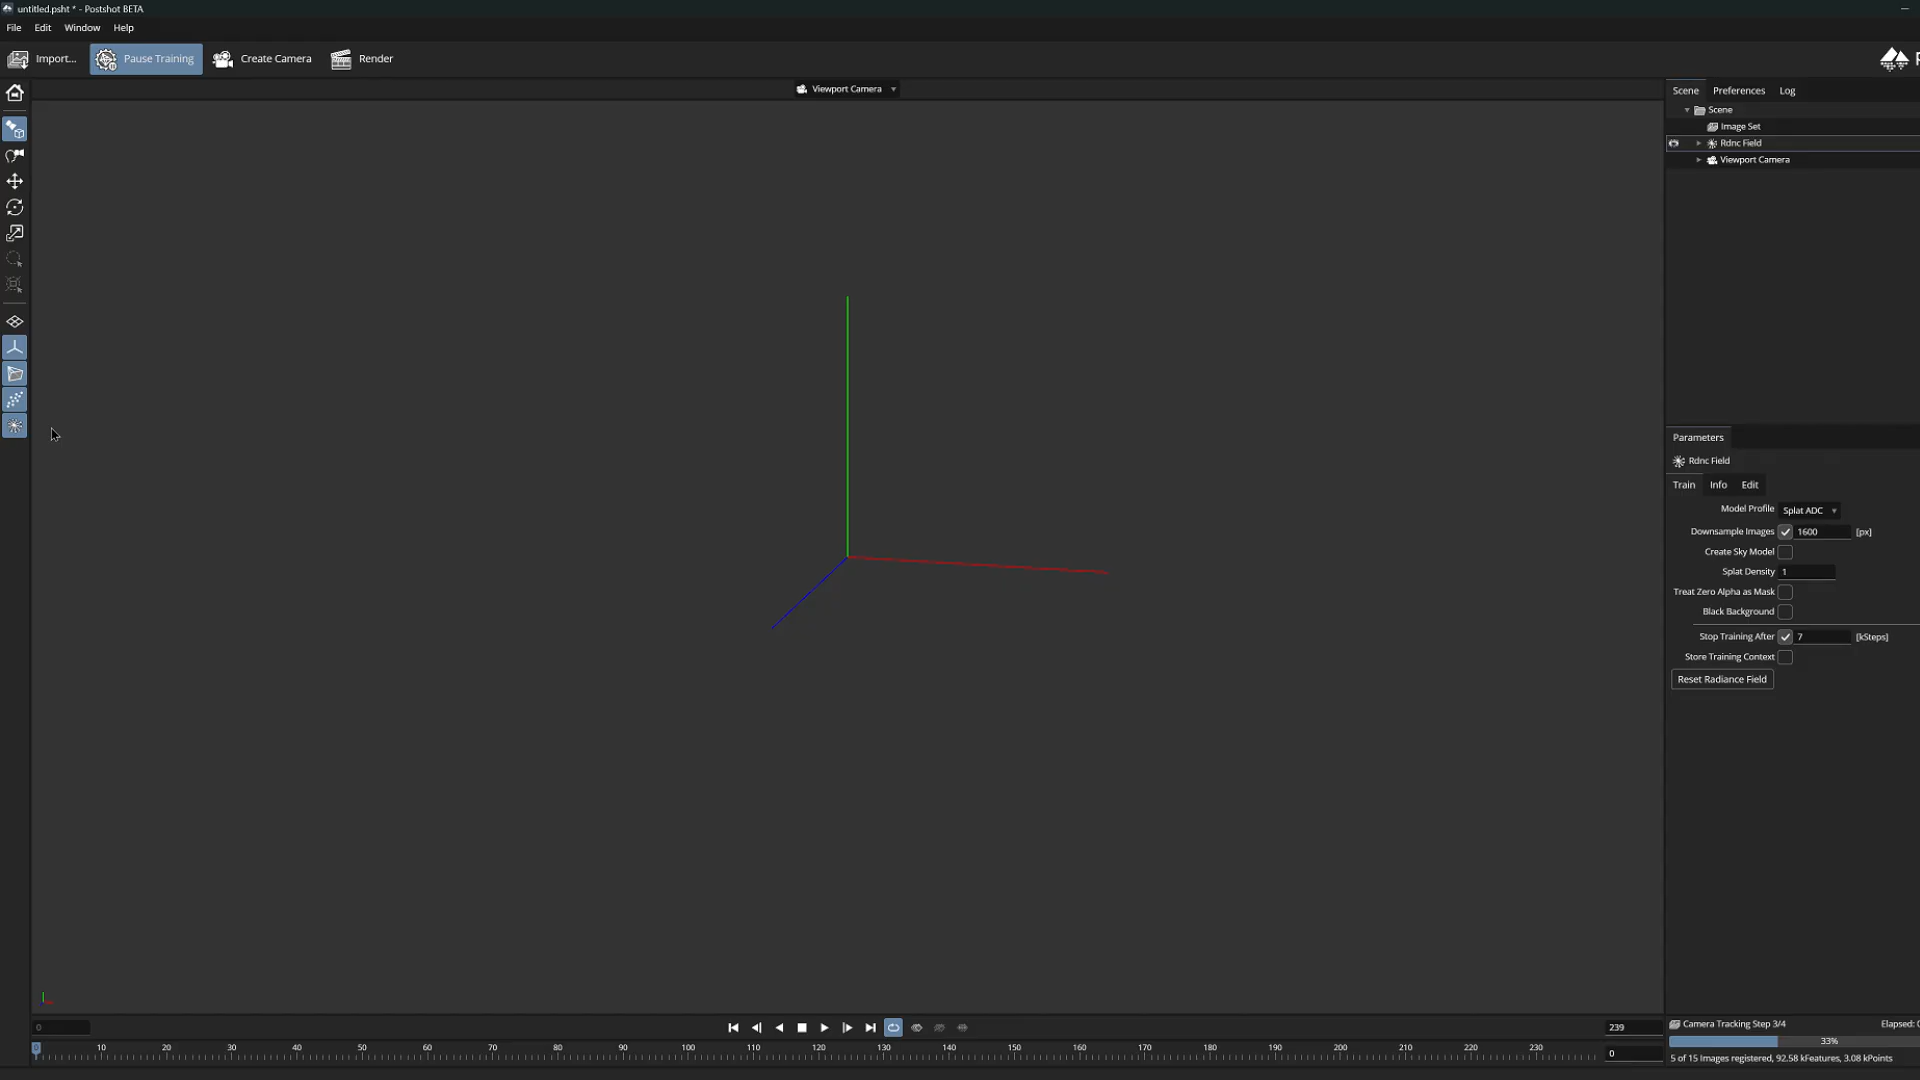 untitled.psht * - Postshot BETA
File Edit Window Help
Import... Pause Training Create Camera Render
Viewport Camera
Scene Preferences Log
Scene
Image Set
Rdnc Field
Viewport Camera
Parameters
Rdnc Field
Train Info Edit
Model Profile Splat ADC
Downsample Images 1600 [px]
Create Sky Model
Splat Density 1
Treat Zero Alpha as Mask
Black Background
Stop Training After 7 [kSteps]
Store Training Context
Reset Radiance Field
0 239
0 10 20 30 40 50 60 70 80 90 100 110 120 130 140 150 160 170 180 190 200 210 220 230 0
Camera Tracking Step 3/4 Elapsed:
33%
5 of 15 Images registered, 92.58 kFeatures, 3.08 kPoints